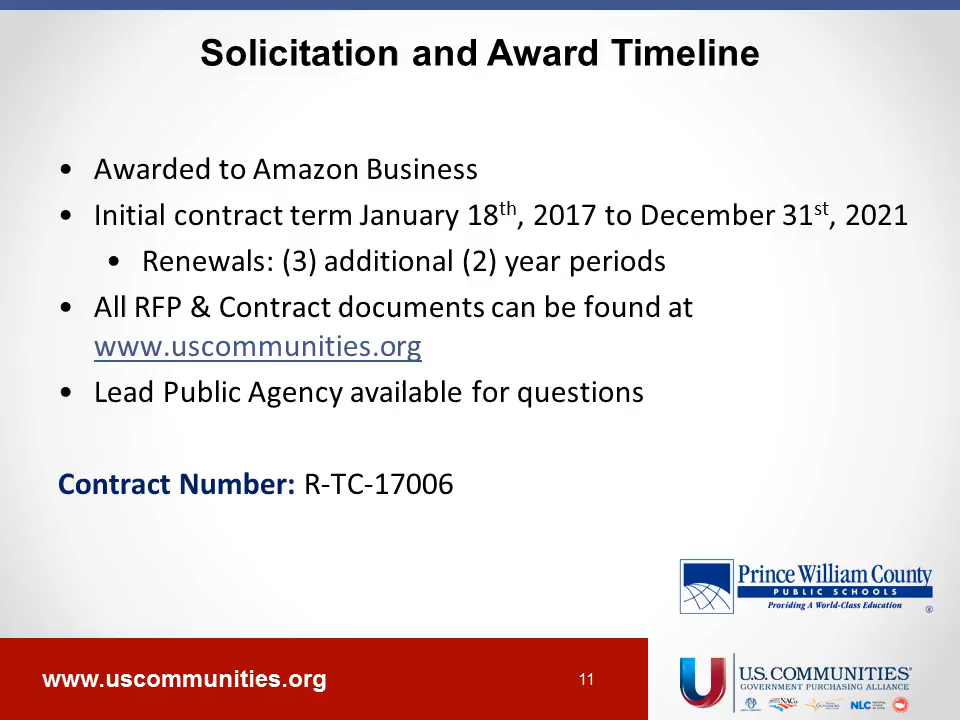 Solicitation and Award Timeline
• Awarded to Amazon Business
• Initial contract term January 18th, 2017 to December 31st, 2021
• Renewals: (3) additional (2) year periods
• All RFP & Contract documents can be found at
www.uscommunities.org
• Lead Public Agency available for questions
Contract Number: R-TC-17006
Prince William County
PUBLIC SCHOOLS
Providing A World-Class Education
®
www.uscommunities.org
11
U.S. COMMUNITIES®
GOVERNMENT PURCHASING ALLIANCE
NACo
NLC